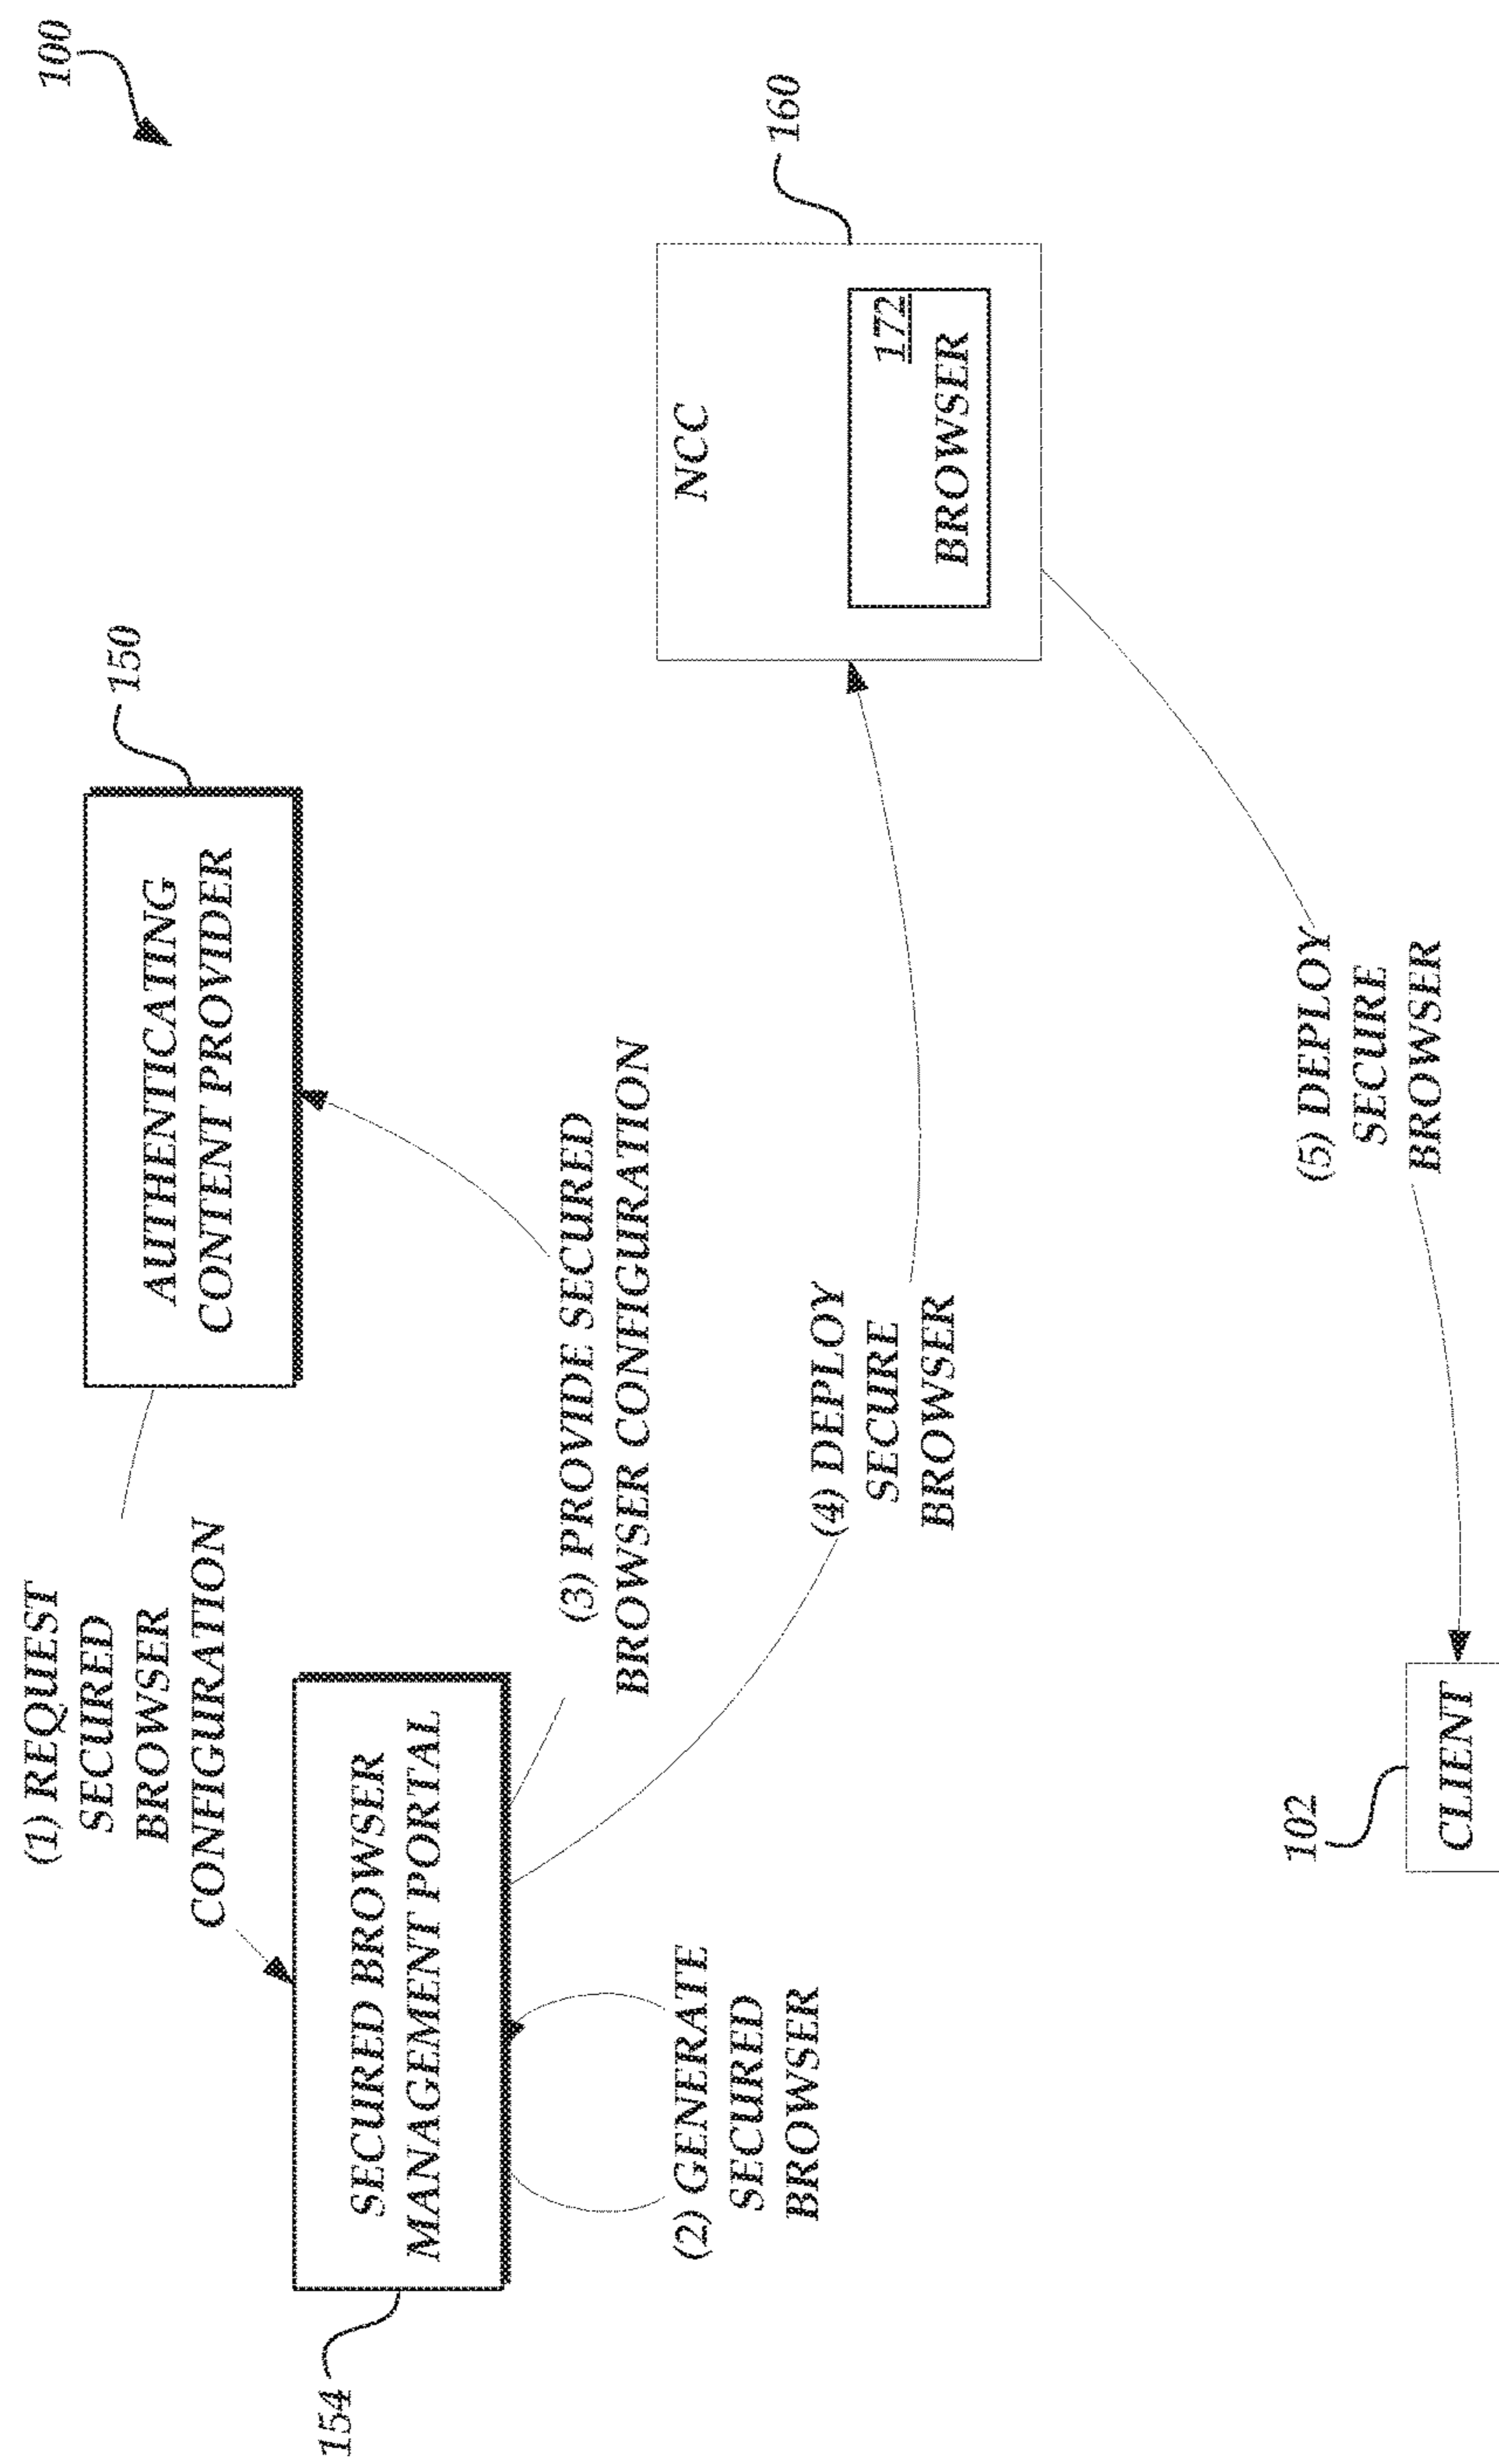 100
(1) REQUEST
SECURED
BROWSER
CONFIGURATION
AUTHENTICATING
CONTENT PROVIDER
150
154
SECURED BROWSER
MANAGEMENT PORTAL
(2) GENERATE
SECURED
BROWSER
(3) PROVIDE SECURED
BROWSER CONFIGURATION
(4) DEPLOY
SECURE
BROWSER
NCC
160
172
BROWSER
(5) DEPLOY
SECURE
BROWSER
102
CLIENT